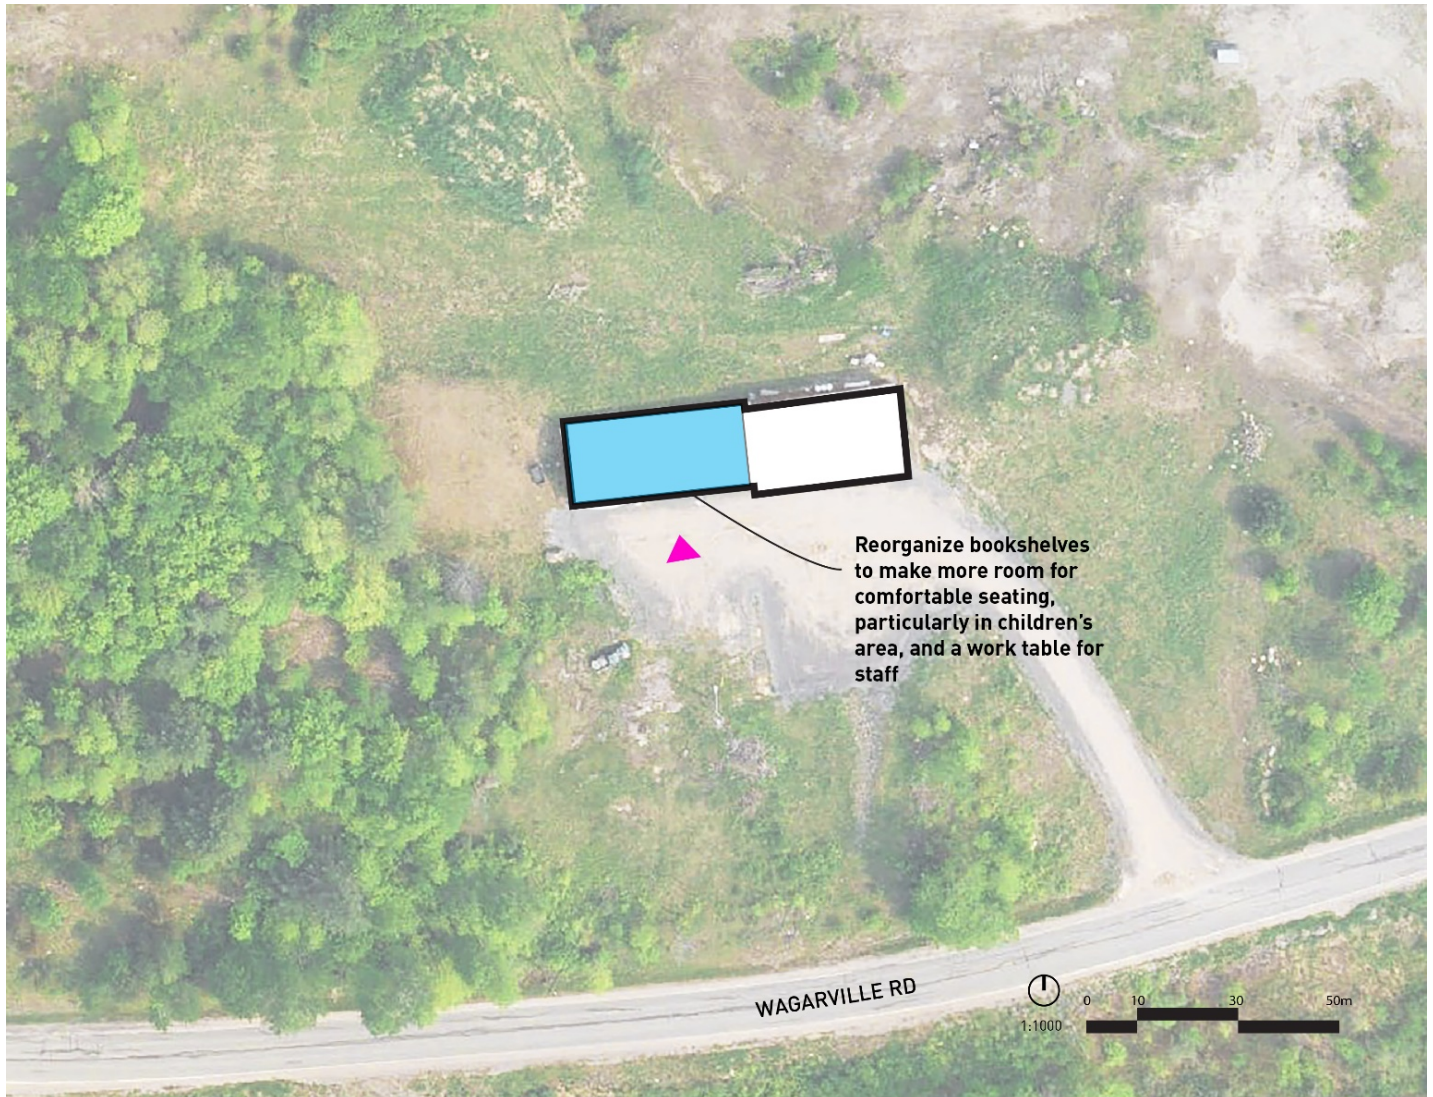 Reorganize bookshelves
to make more room for
comfortable seating,
particularly in children's
area, and a work table for
staff
WAGARVILLE RD
1:1000
0 10 30 50m